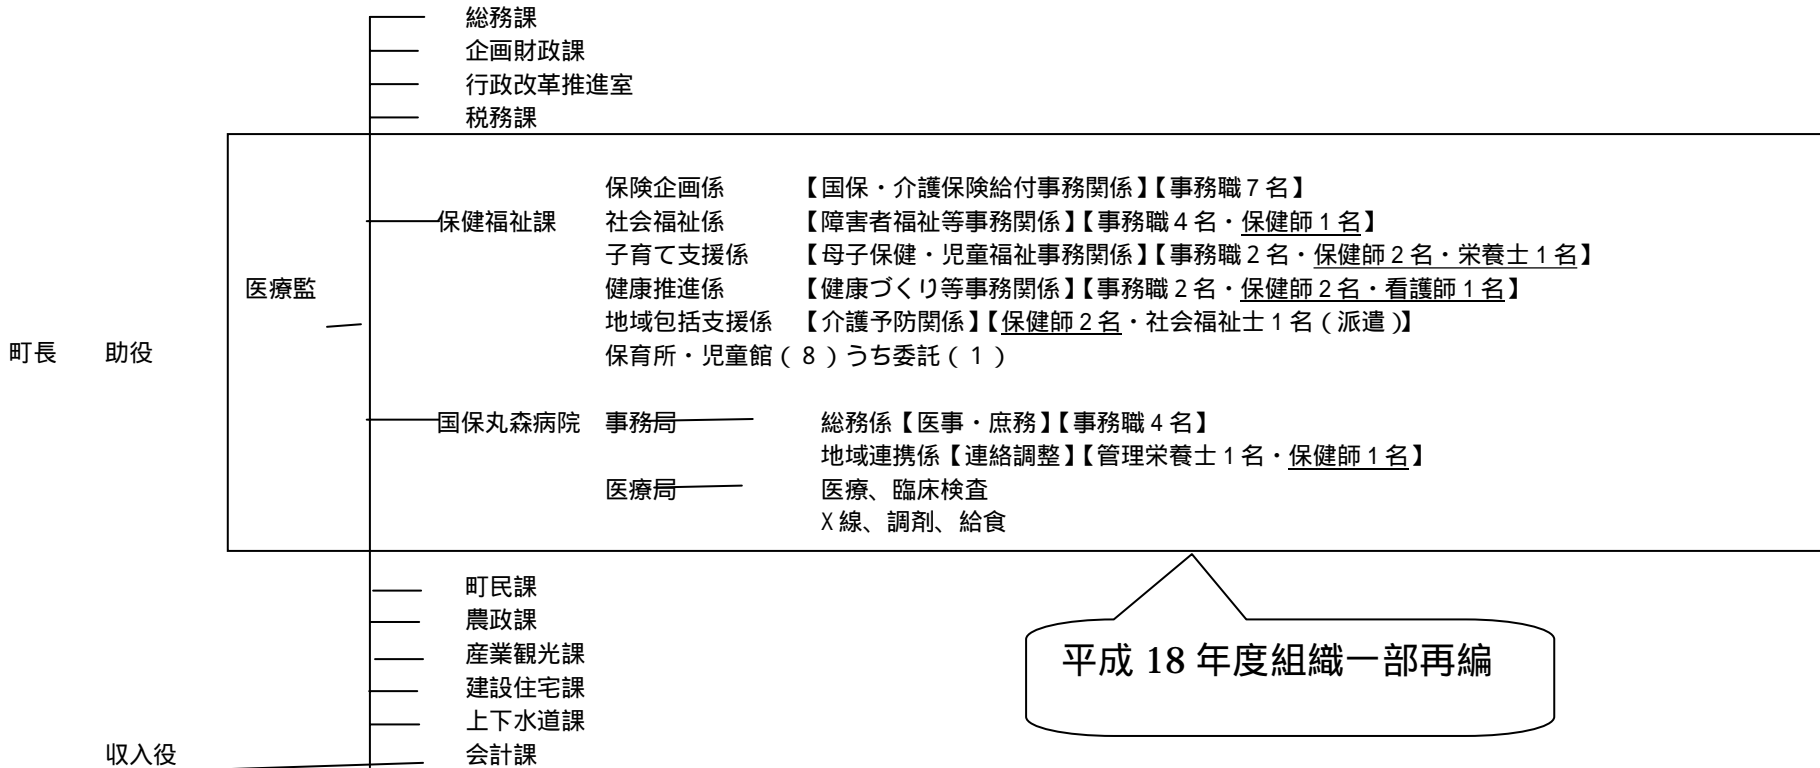 総務課
企画財政課
行政改革推進室
税務課
保険企画係 【国保・介護保険給付事務関係】【事務職7名】
保健福祉課 社会福祉係 【障害者福祉等事務関係】【事務職4名・保健師1名】
子育て支援係 【母子保健・児童福祉事務関係】【事務職2名・保健師2名・栄養士1名】
医療監 健康推進係 【健康づくり等事務関係】【事務職2名・保健師2名・看護師1名】
地域包括支援係 【介護予防関係】【保健師2名・社会福祉士1名(派遣)】
町長 助役 保育所・児童館(8)うち委託(1)
国保丸森病院 事務局 総務係【医事・庶務】【事務職4名】
地域連携係【連絡調整】【管理栄養士1名・保健師1名】
医療局 医療、臨床検査
X線、調剤、給食
町民課
農政課
産業観光課
平成 18 年度組織一部再編
建設住宅課
上下水道課
収入役 会計課